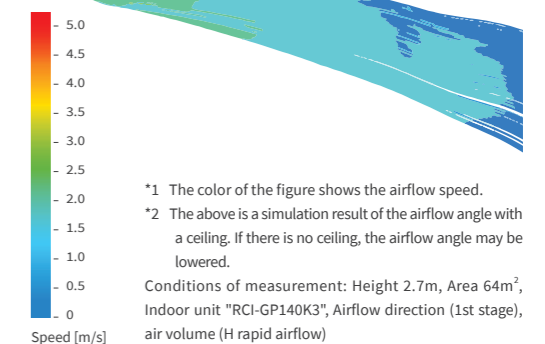 5.0
4.5
4.0
3.5
3.0
2.5
2.0
1.5
1.0
0.5
0
Speed [m/s]
*1 The color of the figure shows the airflow speed.
*2 The above is a simulation result of the airflow angle with
a ceiling. If there is no ceiling, the airflow angle may be
lowered.
Conditions of measurement: Height 2.7m, Area 64m²,
Indoor unit "RCI-GP140K3", Airflow direction (1st stage),
air volume (H rapid airflow)